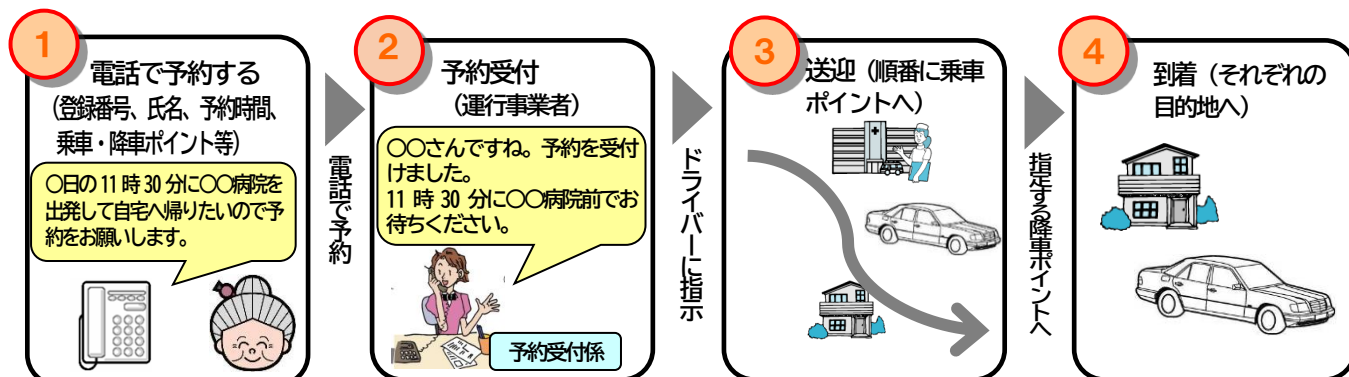 1
電話で予約する
（登録番号、氏名、予約時間、
乗車・降車ポイント等）
〇日の11時30分に〇〇病院を
出発して自宅へ帰りたいので予
約をお願いします。
電話で予約
2
予約受付
（運行事業者）
〇〇さんですね。予約を受付
けました。
11時30分に〇〇病院前でお
待ちください。
予約受付係
ドライバーに指示
3
送迎（順番に乗車
ポイントへ）
指定する降車ポイントへ
4
到着（それぞれの
目的地へ）